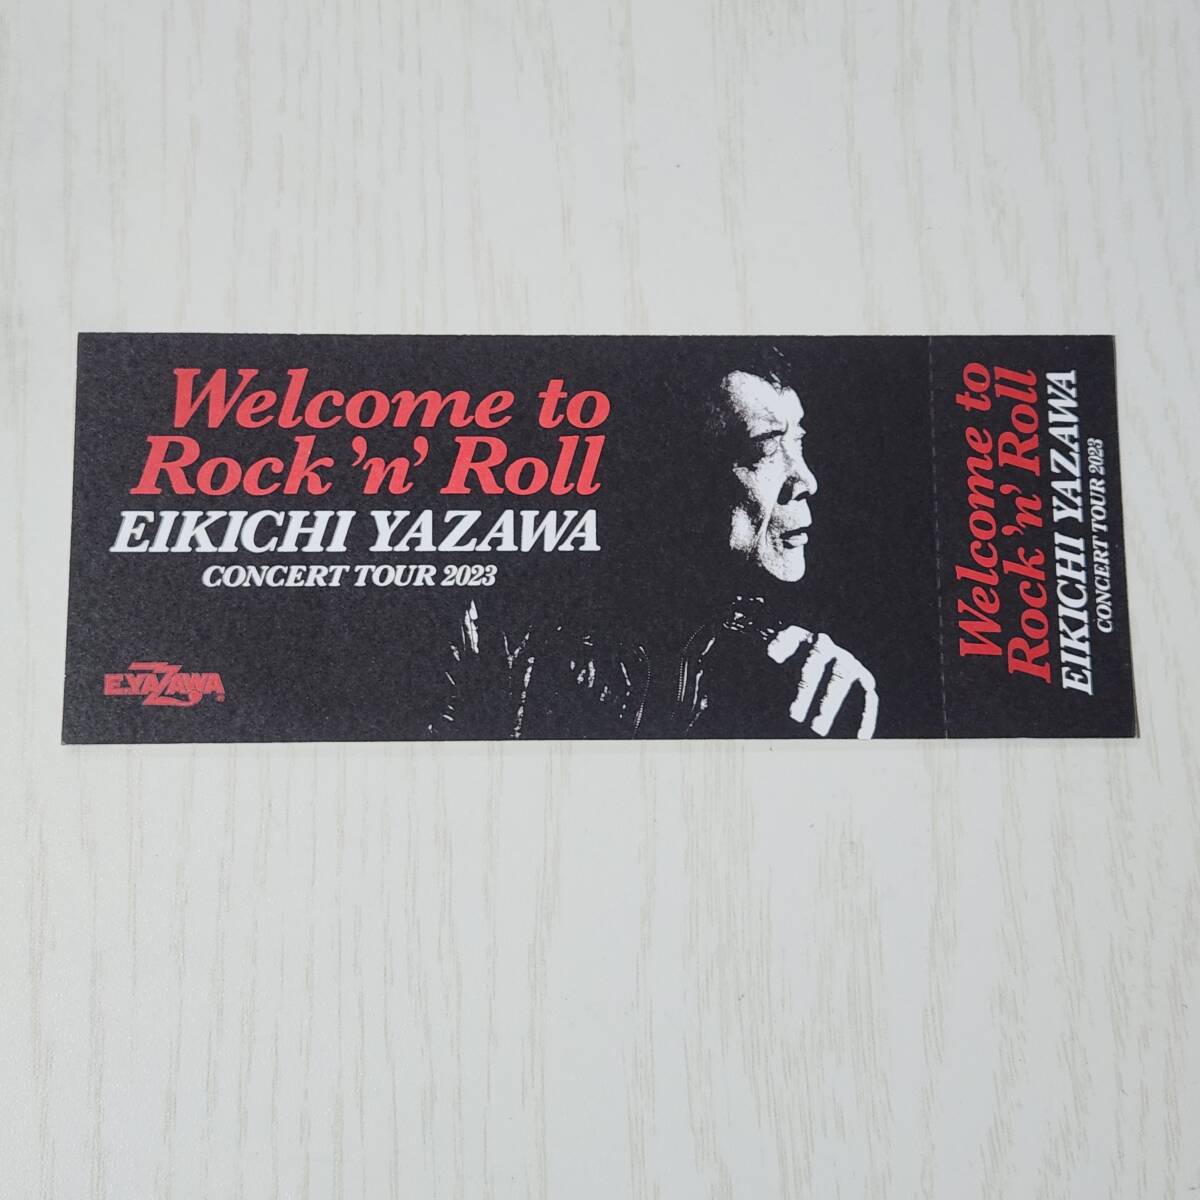 Welcome to
Rock 'n' Roll
EIKICHI YAZAWA
CONCERT TOUR 2023
E.YAZAWA
®
Welcome to
Rock 'n' Roll
EIKICHI YAZAWA
CONCERT TOUR 2023